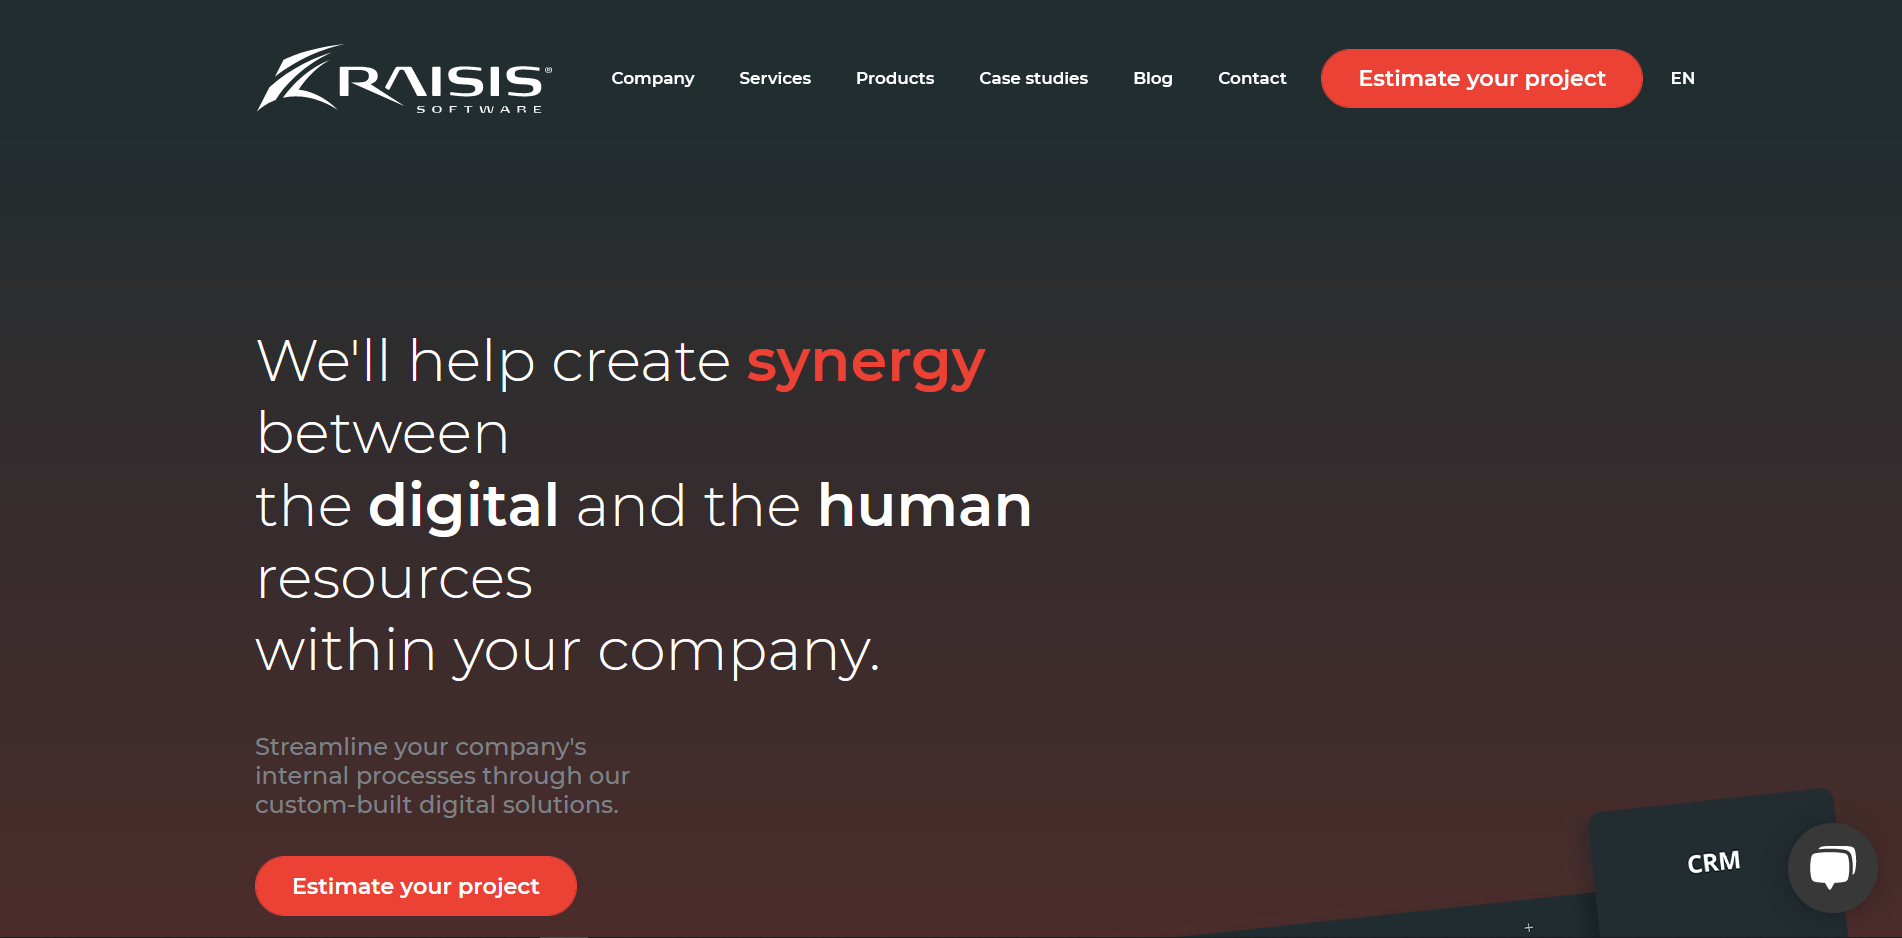 RAISIS®
SOFTWARE
Company Services Products Case studies Blog Contact Estimate your project EN
We'll help create synergy
between
the digital and the human
resources
within your company.
Streamline your company's
internal processes through our
custom-built digital solutions.
Estimate your project
CRM
+